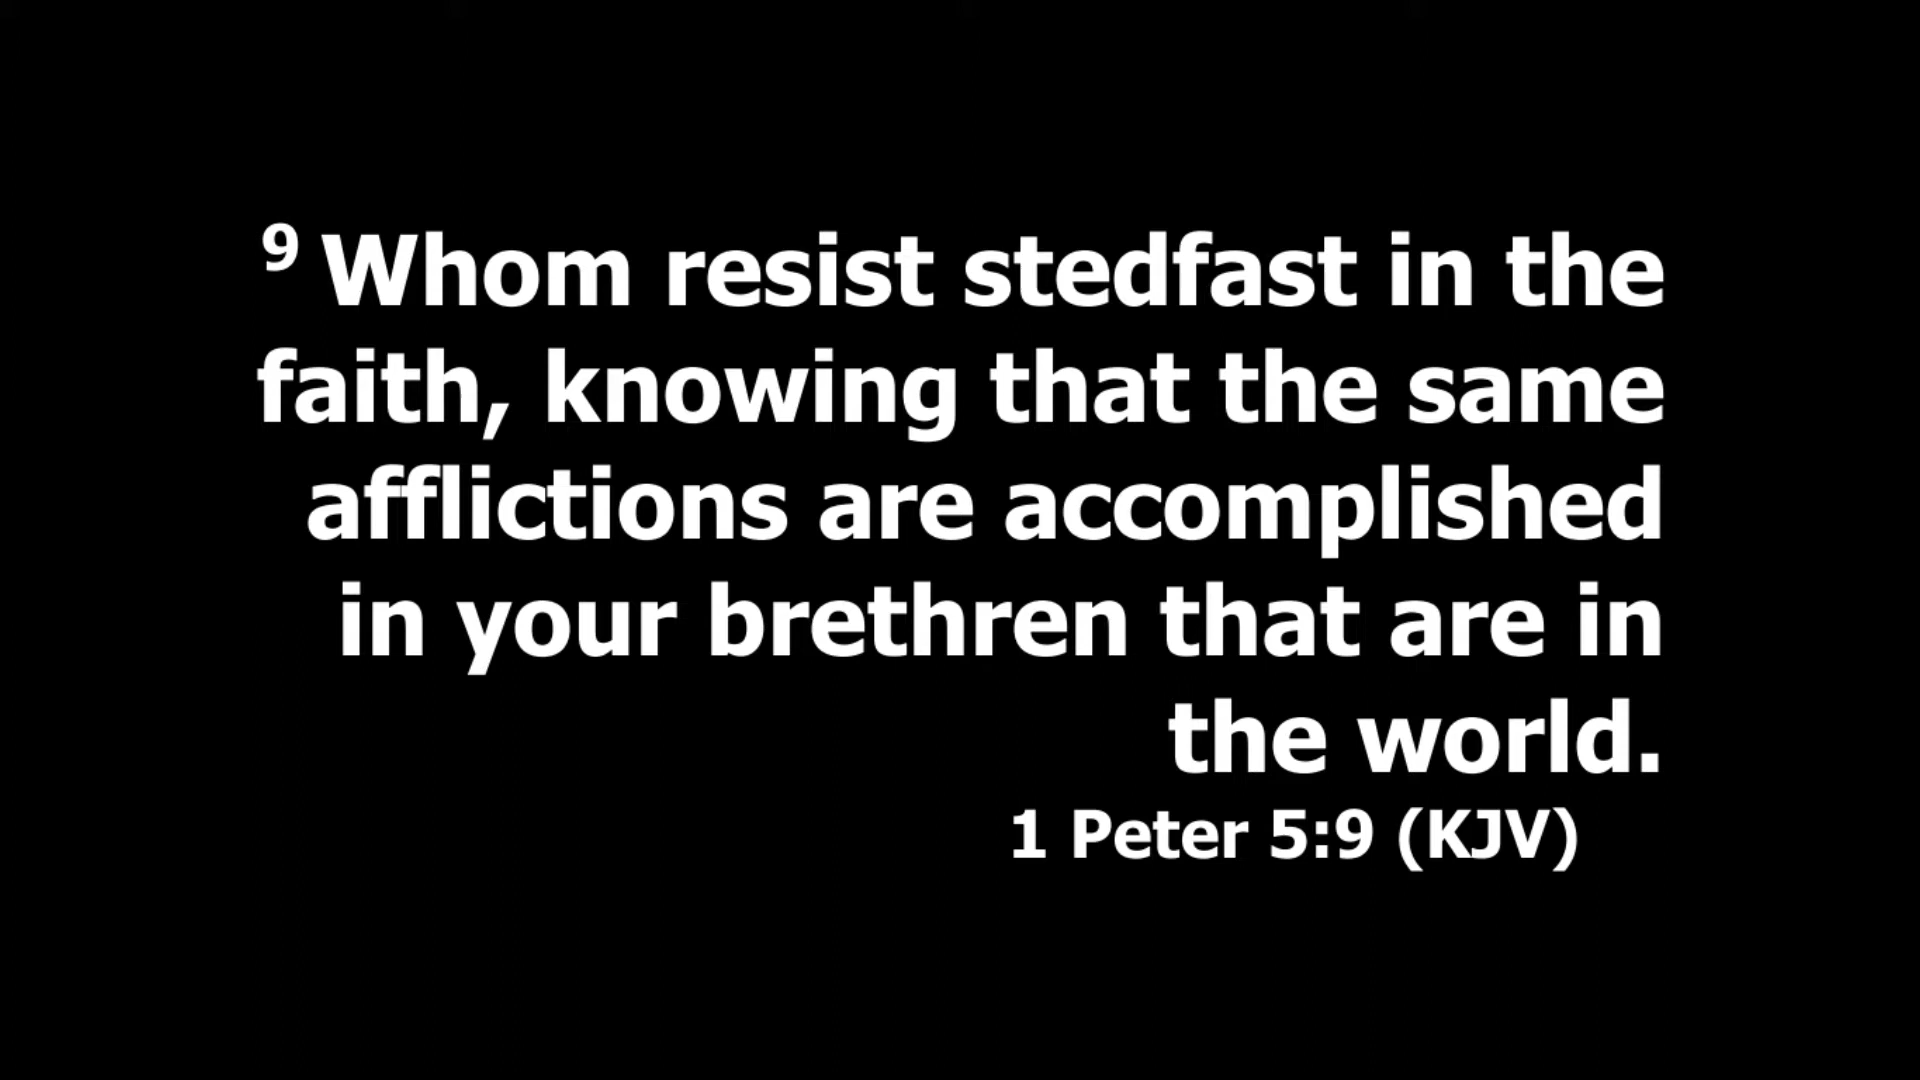 9 Whom resist stedfast in the
faith, knowing that the same
afflictions are accomplished
in your brethren that are in
the world.
1 Peter 5:9 (KJV)